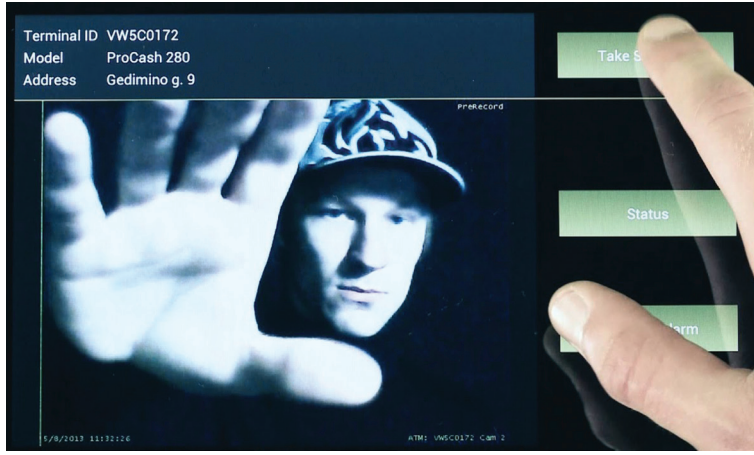 Terminal ID VW5C0172
Model ProCash 280
Address Gedimino g. 9
Take
PreRecord
Status
5/8/2013 11:32:26
ATM: VW5C0172 Cam 2